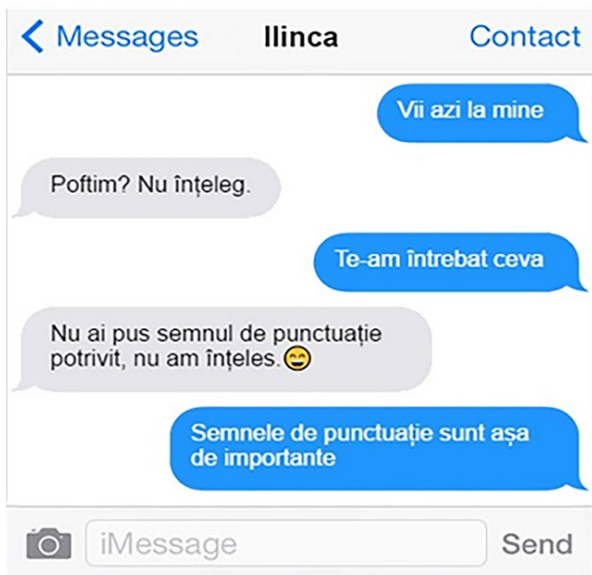 Messages Ilinca Contact
Vii azi la mine
Poftim? Nu înțeleg.
Te-am întrebat ceva
Nu ai pus semnul de punctuație
potrivit, nu am înțeles.😄
Semnele de punctuație sunt așa
de importante
iMessage Send